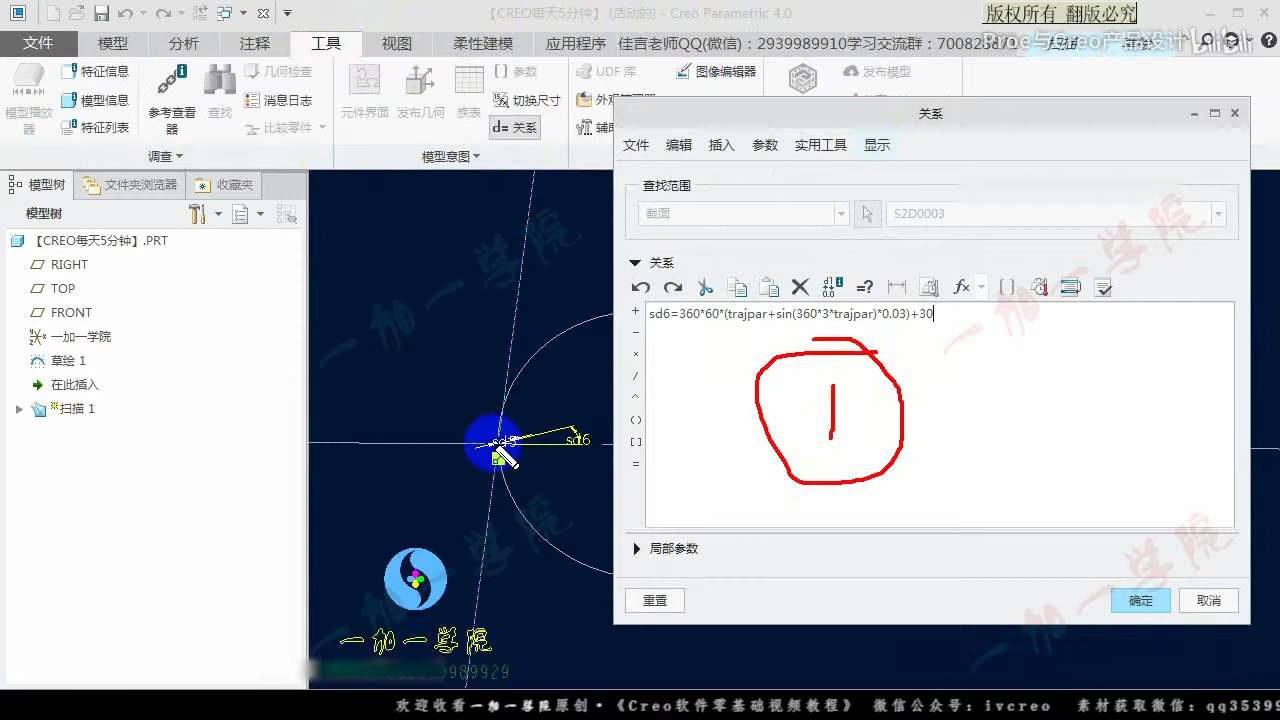 【CREO每天5分钟】 (活动的) - Creo Parametric 4.0
版权所有 翻版必究
文件 模型 分析 注释 工具 视图 柔性建模 应用程序 佳言老师QQ(微信)：2939989910学习交流群：700828871
Proe与Creo产品设计 bilibili
模型播放器
特征信息
模型信息
特征列表
参考查看器
查找
几何检查
消息日志
比较零件
调查
元件界面
发布几何
族表
[ ] 参数
切换尺寸
d= 关系
模型意图
UDF 库
图像编辑器
发布模型
模型树 文件夹浏览器 收藏夹
模型树
【CREO每天5分钟】.PRT
RIGHT
TOP
FRONT
一加一学院
草绘 1
在此插入
扫描 1
sd5
sd6
一加一学院
关系
文件 编辑 插入 参数 实用工具 显示
查找范围
截面 S2D0003
关系
sd6=360*60*(trajpar+sin(360*3*trajpar)*0.03)+30
+
−
×
/
^
( )
[ ]
=
1
局部参数
重置 确定 取消
一加一学院
一加一学院
一加一学院
一加一学院
欢迎收看一加一学院原创·《Creo软件零基础视频教程》 微信公众号：ivcreo 素材获取微信：qq35399